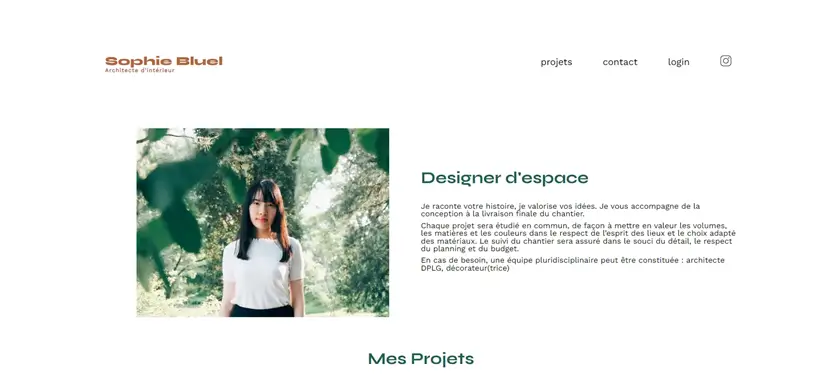 Sophie Bluel
Architecte d'intérieur
projets
contact
login
Designer d'espace
Je raconte votre histoire, je valorise vos idées. Je vous accompagne de la
conception à la livraison finale du chantier.
Chaque projet sera étudié en commun, de façon à mettre en valeur les volumes,
les matières et les couleurs dans le respect de l'esprit des lieux et le choix adapté
des matériaux. Le suivi du chantier sera assuré dans le souci du détail, le respect
du planning et du budget.
En cas de besoin, une équipe pluridisciplinaire peut être constituée : architecte
DPLG, décorateur(trice)
Mes Projets